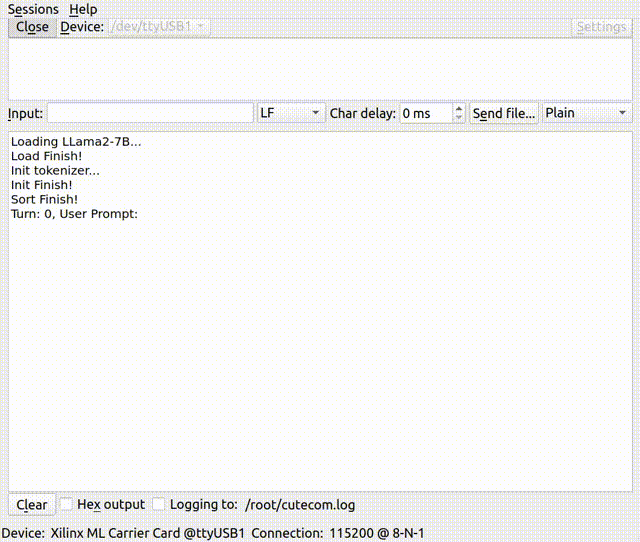 Sessions Help
Close Device: /dev/ttyUSB1 Settings
Input: LF Char delay: 0 ms Send file... Plain
Loading LLama2-7B...
Load Finish!
Init tokenizer...
Init Finish!
Sort Finish!
Turn: 0, User Prompt:
Clear Hex output Logging to: /root/cutecom.log
Device: Xilinx ML Carrier Card @ttyUSB1 Connection: 115200 @ 8-N-1